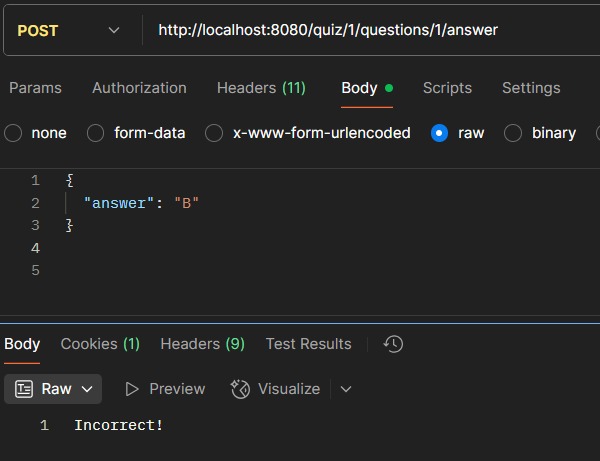 POST http://localhost:8080/quiz/1/questions/1/answer
Params Authorization Headers (11) Body Scripts Settings
none form-data x-www-form-urlencoded raw binary
1 {
2 "answer": "B"
3 }
4
5
Body Cookies (1) Headers (9) Test Results
Raw Preview Visualize
1 Incorrect!